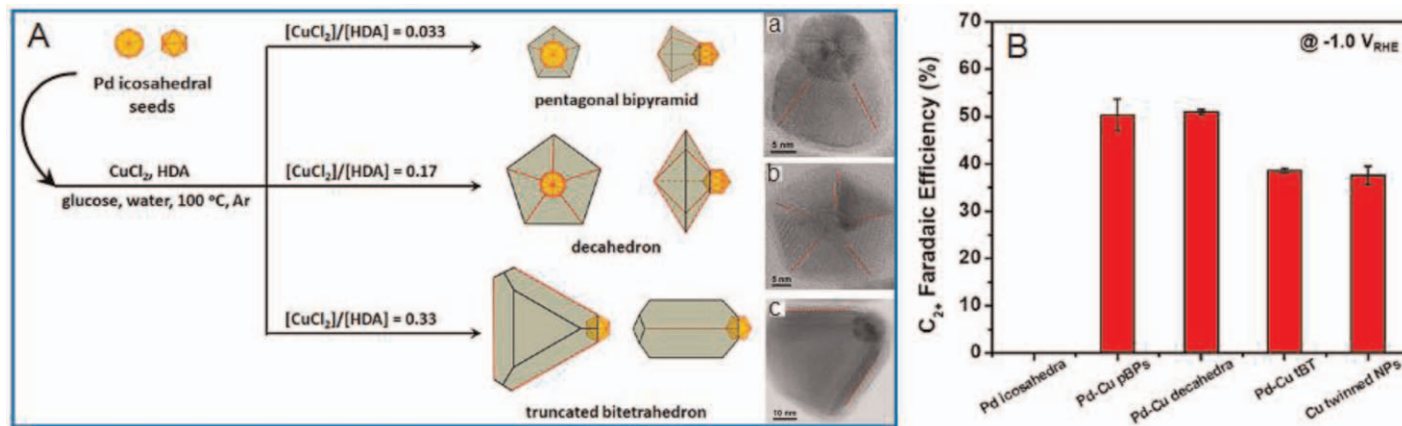 A
Pd icosahedral
seeds
CuCl₂, HDA
glucose, water, 100 °C, Ar
[CuCl₂]/[HDA] = 0.033
pentagonal bipyramid
[CuCl₂]/[HDA] = 0.17
decahedron
[CuCl₂]/[HDA] = 0.33
truncated bitetrahedron
a
5 nm
b
5 nm
c
10 nm
B
@ -1.0 V_RHE
C₂₊ Faradaic Efficiency (%)
70
60
50
40
30
20
10
0
Pd icosahedra
Pd-Cu pBPs
Pd-Cu decahedra
Pd-Cu tBT
Cu twinned NPs